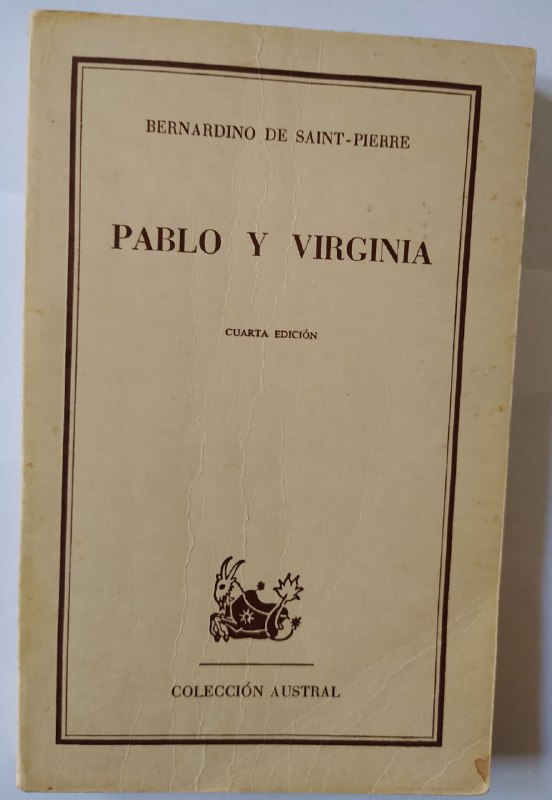 BERNARDINO DE SAINT-PIERRE
PABLO Y VIRGINIA
CUARTA EDICIÓN
COLECCIÓN AUSTRAL